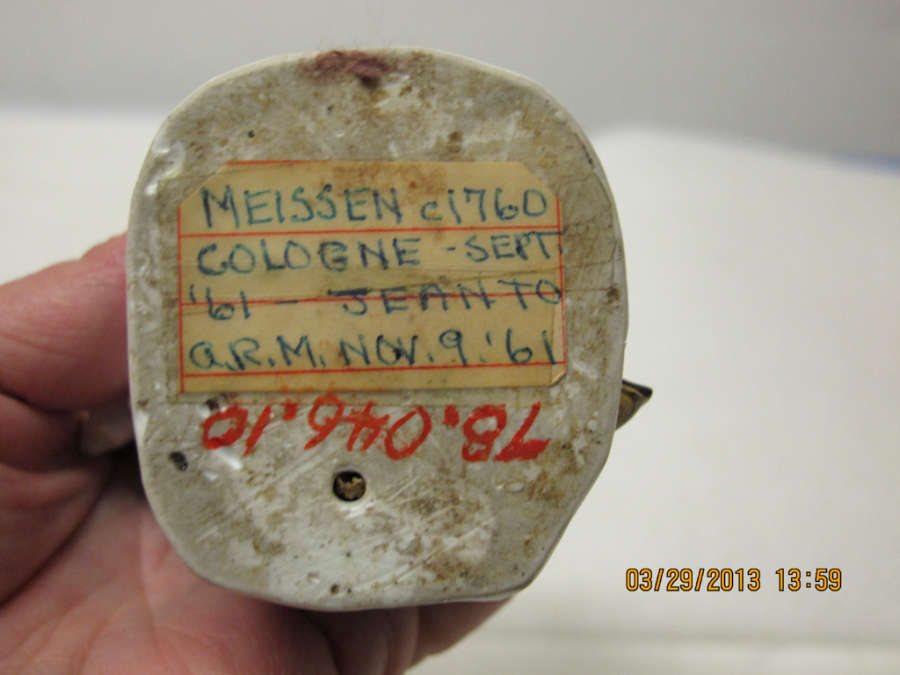 MEISSEN c1760
COLOGNE - SEPT
'61 - JEAN TO
a.R.M. NOV. 9. '61
78.046.10
03/29/2013 13:59